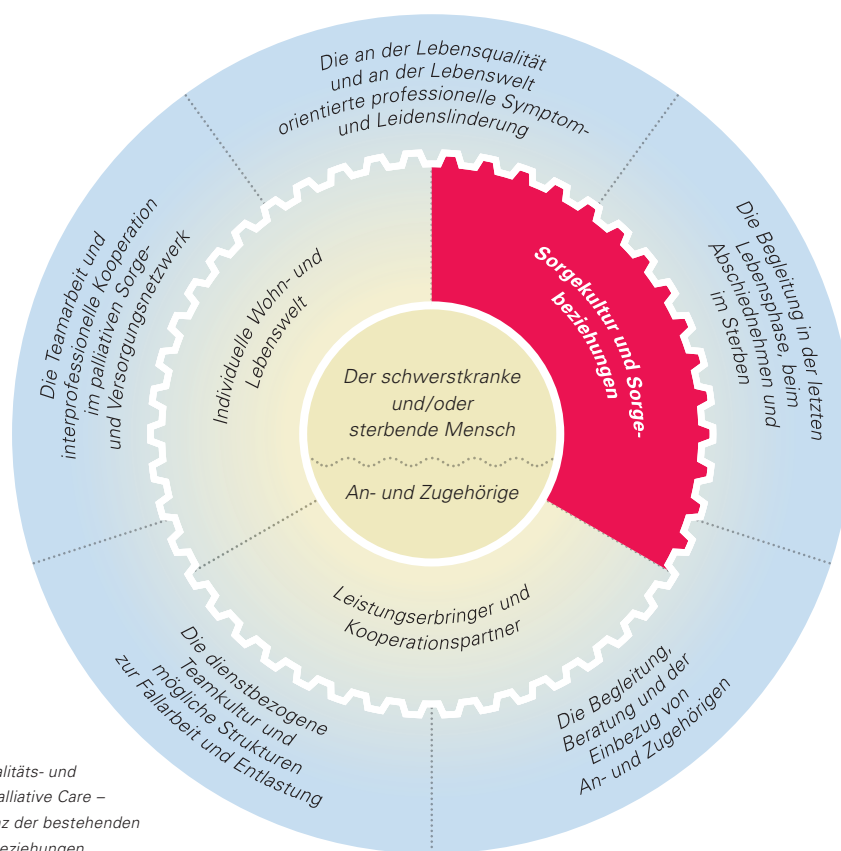 Die an der Lebensqualität
und an der Lebenswelt
orientierte professionelle Symptom-
und Leidenslinderung
Die Begleitung in der letzten
Lebensphase, beim
Abschiednehmen und
im Sterben
Die Begleitung,
Beratung und der
Einbezug von
An- und Zugehörigen
Die dienstbezogene
Teamkultur und
mögliche Strukturen
zur Fallarbeit und Entlastung
Die Teamarbeit und
interprofessionelle Kooperation
im palliativen Sorge-
und Versorgungsnetzwerk
Individuelle Wohn- und
Lebenswelt
Sorgekultur und Sorge-
beziehungen
Leistungserbringer und
Kooperationspartner
Der schwerstkranke
und/oder
sterbende Mensch
An- und Zugehörige
alitäts- und
alliative Care –
z der bestehenden
eziehungen